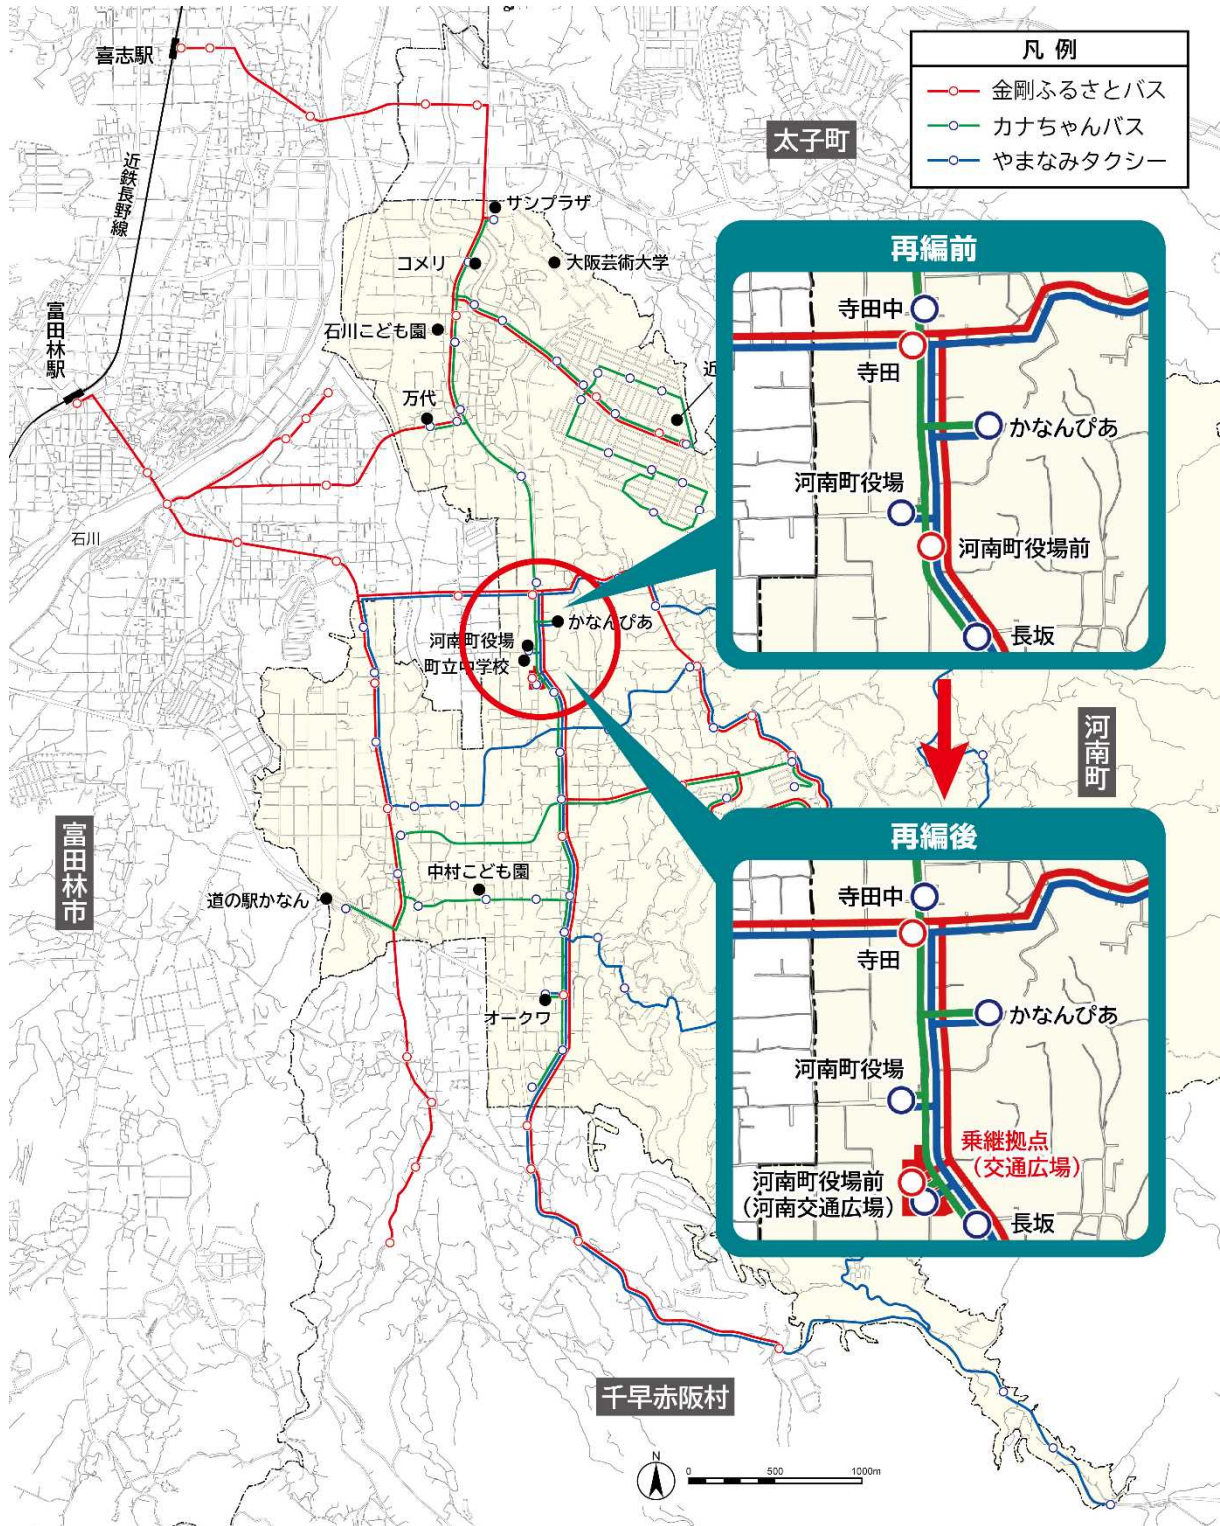 凡 例
金剛ふるさとバス
カナちゃんバス
やまなみタクシー
喜志駅
近鉄長野線
富田林駅
太子町
サンプラザ
コメリ
大阪芸術大学
石川こども園
近
万代
石川
かなんぴあ
河南町役場
町立中学校
富田林市
道の駅かなん
中村こども園
オークワ
河南町
千早赤阪村
再編前
寺田中
寺田
かなんぴあ
河南町役場
河南町役場前
長坂
再編後
寺田中
寺田
かなんぴあ
河南町役場
乗継拠点
（交通広場）
河南町役場前
（河南交通広場）
長坂
N
0 500 1000m